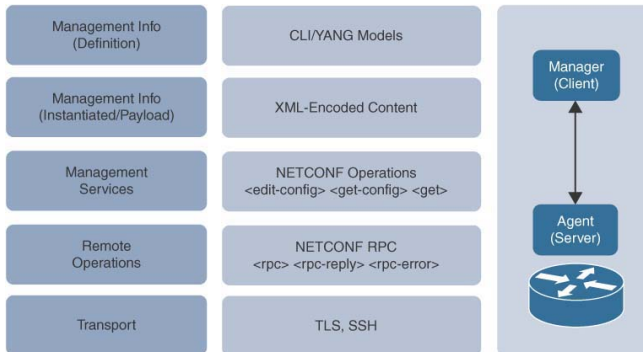 Management Info
(Definition)
CLI/YANG Models
Management Info
(Instantiated/Payload)
XML-Encoded Content
Management
Services
NETCONF Operations
<edit-config> <get-config> <get>
Remote
Operations
NETCONF RPC
<rpc> <rpc-reply> <rpc-error>
Transport
TLS, SSH
Manager
(Client)
Agent
(Server)